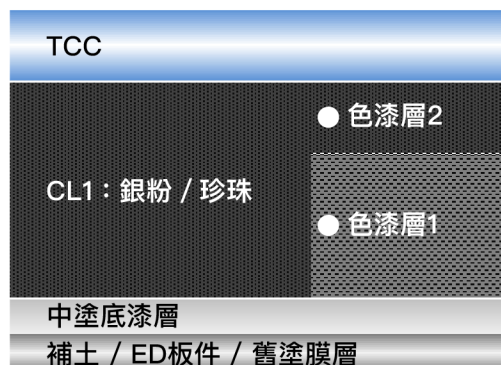 TCC
● 色漆層2
CL1：銀粉 / 珍珠
● 色漆層1
中塗底漆層
補土 / ED板件 / 舊塗膜層